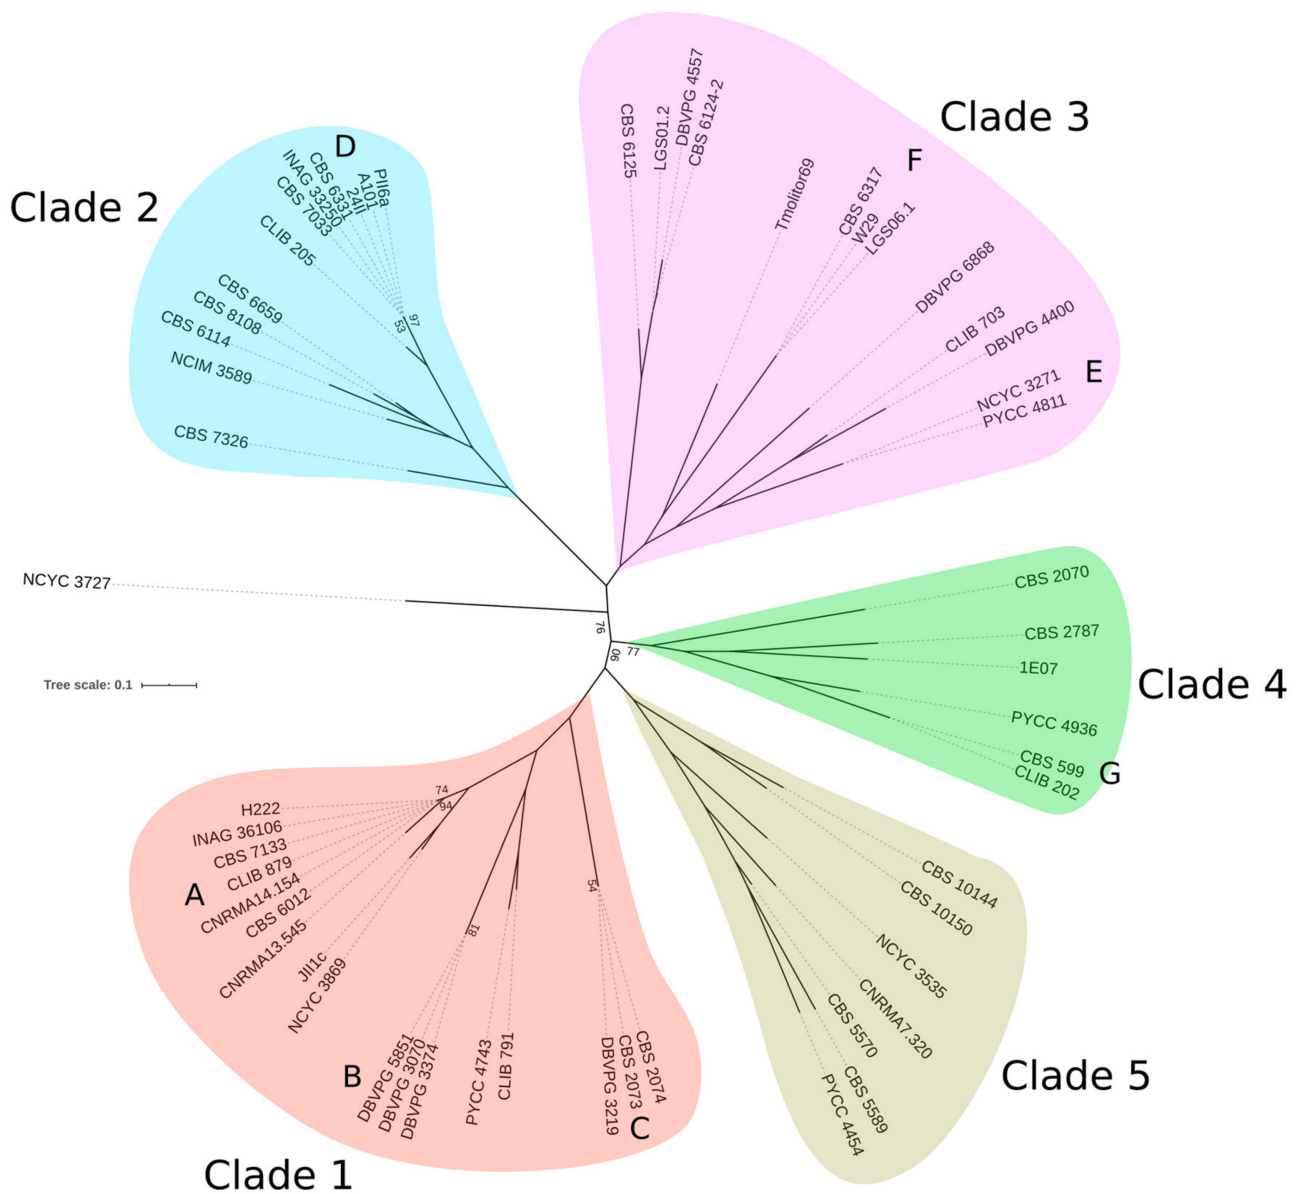 Clade 3
DBVPG 4557
CBS 6124-2
LGS01.2
CBS 6125
Tmolitor69
F
CBS 6317
W29
LGS06.1
DBVPG 6868
CLIB 703
DBVPG 4400
E
NCYC 3271
PYCC 4811
Clade 2
D
PII6a
A101
24II
CBS 6331
INAG 33250
CBS 7033
CLIB 205
CBS 6659
CBS 8108
CBS 6114
NCIM 3589
CBS 7326
97
53
NCYC 3727
76
90
77
Tree scale: 0.1
Clade 4
CBS 2070
CBS 2787
1E07
PYCC 4936
CBS 599
CLIB 202
G
Clade 1
74
94
H222
INAG 36106
CBS 7133
CLIB 879
A
CNRMA14.154
CBS 6012
CNRMA13.545
JII1c
NCYC 3869
81
54
B
DBVPG 5851
DBVPG 3070
DBVPG 3374
PYCC 4743
CLIB 791
DBVPG 3219
CBS 2073
CBS 2074
C
Clade 5
CBS 10144
CBS 10150
NCYC 3535
CNRMA7.320
CBS 5570
CBS 5589
PYCC 4454